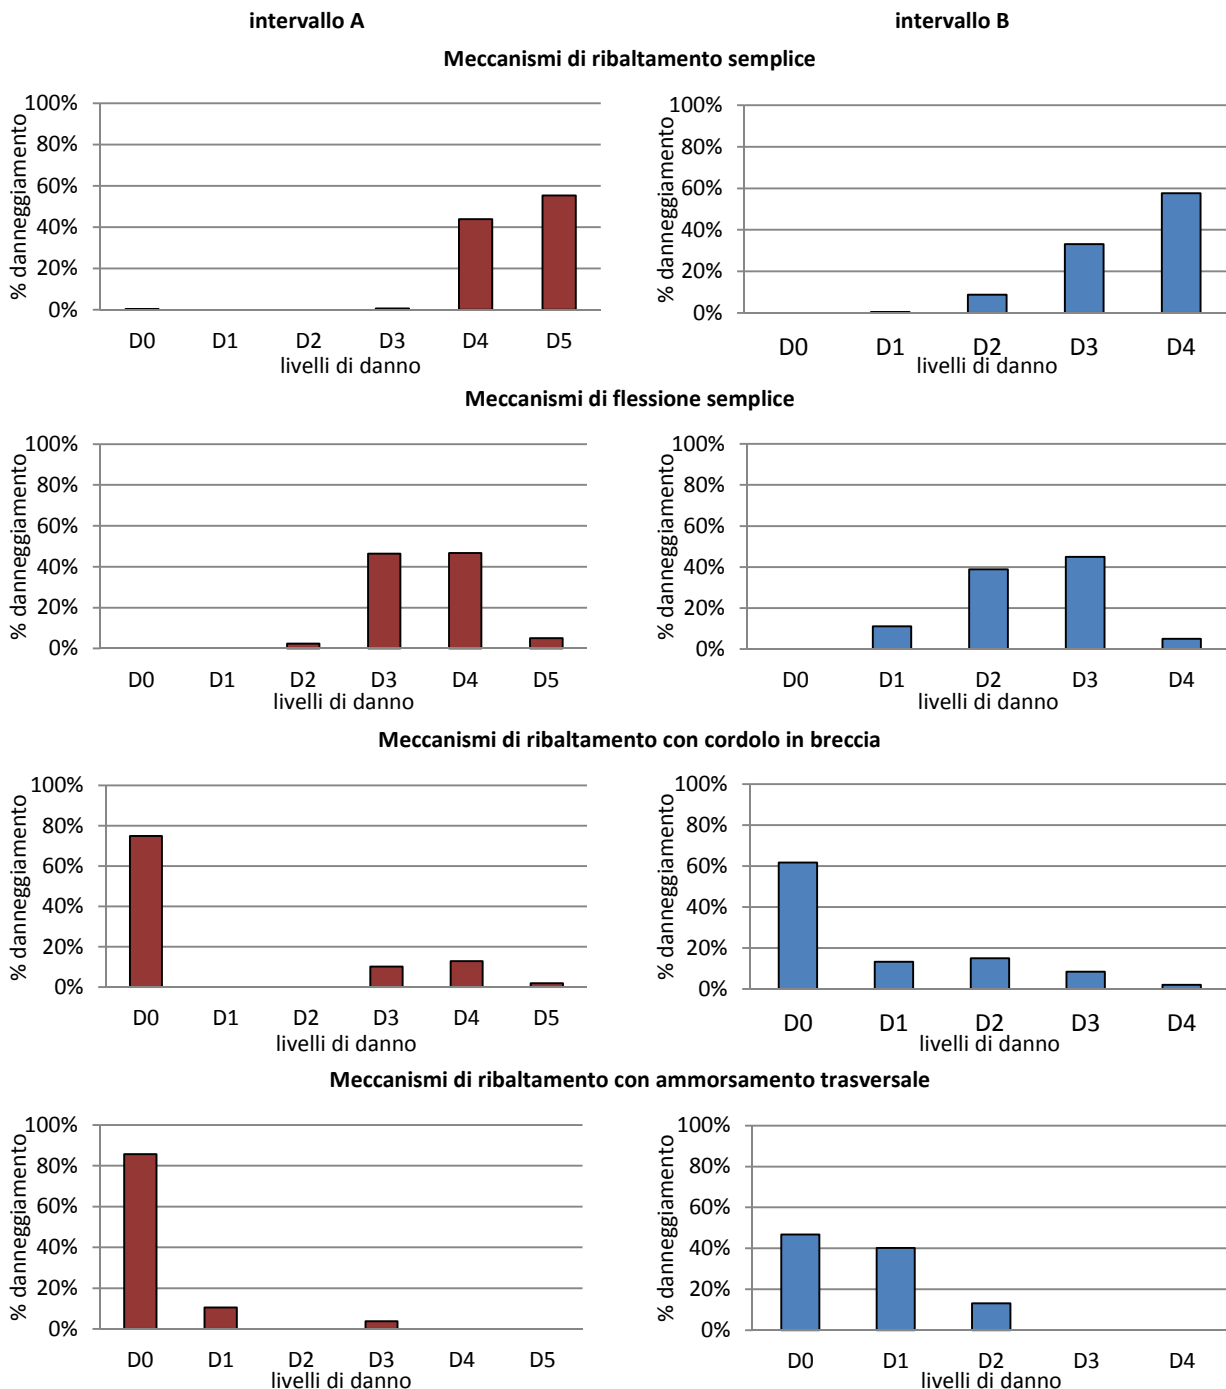 intervallo A
intervallo B
Meccanismi di ribaltamento semplice
% danneggiamento
100%
80%
60%
40%
20%
0%
D0 D1 D2 D3 D4 D5
livelli di danno
% danneggiamento
100%
80%
60%
40%
20%
0%
D0 D1 D2 D3 D4
livelli di danno
Meccanismi di flessione semplice
% danneggiamento
100%
80%
60%
40%
20%
0%
D0 D1 D2 D3 D4 D5
livelli di danno
% danneggiamento
100%
80%
60%
40%
20%
0%
D0 D1 D2 D3 D4
livelli di danno
Meccanismi di ribaltamento con cordolo in breccia
% danneggiamento
100%
80%
60%
40%
20%
0%
D0 D1 D2 D3 D4 D5
livelli di danno
% danneggiamento
100%
80%
60%
40%
20%
0%
D0 D1 D2 D3 D4
livelli di danno
Meccanismi di ribaltamento con ammorsamento trasversale
% danneggiamento
100%
80%
60%
40%
20%
0%
D0 D1 D2 D3 D4 D5
livelli di danno
% danneggiamento
100%
80%
60%
40%
20%
0%
D0 D1 D2 D3 D4
livelli di danno